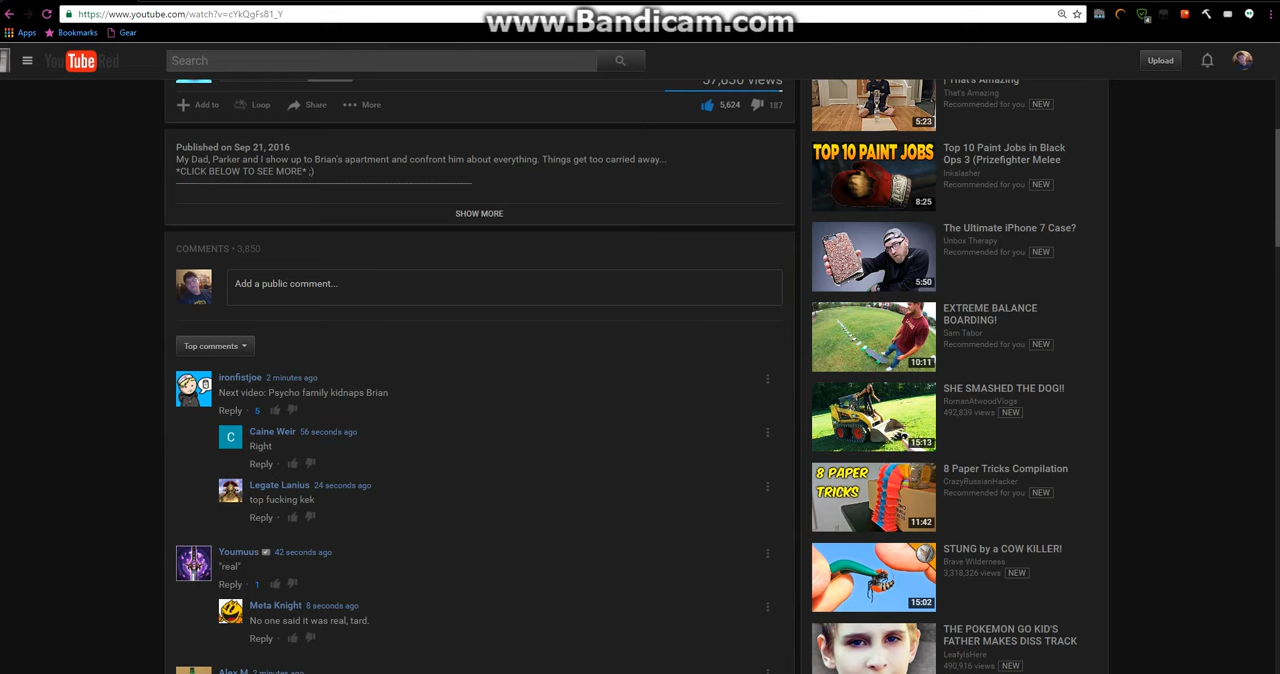 https://www.youtube.com/watch?v=cYkQgFs81_Y
www.Bandicam.com
Apps
Bookmarks
Gear
YouTube Red
Search
Upload
57,656 views
Add to
Loop
Share
More
5,624
187
Published on Sep 21, 2016
My Dad, Parker and I show up to Brian's apartment and confront him about everything. Things get too carried away...
*CLICK BELOW TO SEE MORE* ;)
SHOW MORE
COMMENTS • 3,850
Add a public comment...
Top comments
ironfistjoe 2 minutes ago
Next video: Psycho family kidnaps Brian
Reply · 5
C
Caine Weir 56 seconds ago
Right
Reply ·
Legate Lanius 24 seconds ago
top fucking kek
Reply ·
Youmuus 42 seconds ago
"real"
Reply · 1
Meta Knight 8 seconds ago
No one said it was real, tard.
Reply ·
Alex M. 2 minutes ago
| That's Amazing
That's Amazing
Recommended for you NEW
5:23
TOP 10 PAINT JOBS
8:25
Top 10 Paint Jobs in Black
Ops 3 (Prizefighter Melee
Inkslasher
Recommended for you NEW
5:50
The Ultimate iPhone 7 Case?
Unbox Therapy
Recommended for you NEW
10:11
EXTREME BALANCE
BOARDING!
Sam Tabor
Recommended for you NEW
15:13
SHE SMASHED THE DOG!!
RomanAtwoodVlogs
492,839 views NEW
8 PAPER
TRICKS
11:42
8 Paper Tricks Compilation
CrazyRussianHacker
Recommended for you NEW
15:02
STUNG by a COW KILLER!
Brave Wilderness
3,318,326 views NEW
THE POKEMON GO KID'S
FATHER MAKES DISS TRACK
LeafyIsHere
490,916 views NEW